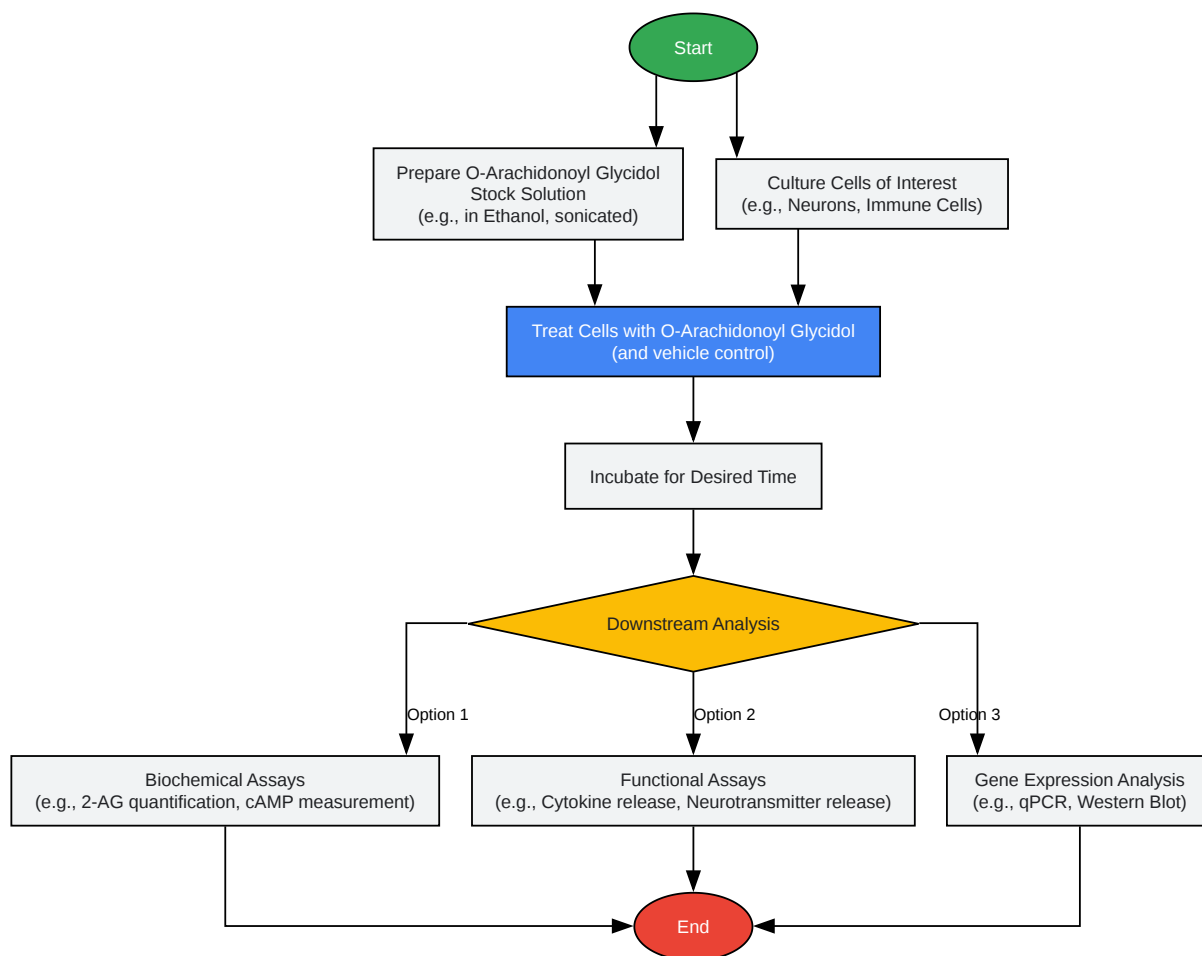 Start
Prepare O-Arachidonoyl Glycidol
Stock Solution
(e.g., in Ethanol, sonicated)
Culture Cells of Interest
(e.g., Neurons, Immune Cells)
Treat Cells with O-Arachidonoyl Glycidol
(and vehicle control)
Incubate for Desired Time
Downstream Analysis
Option 1
Option 2
Option 3
Biochemical Assays
(e.g., 2-AG quantification, cAMP measurement)
Functional Assays
(e.g., Cytokine release, Neurotransmitter release)
Gene Expression Analysis
(e.g., qPCR, Western Blot)
End